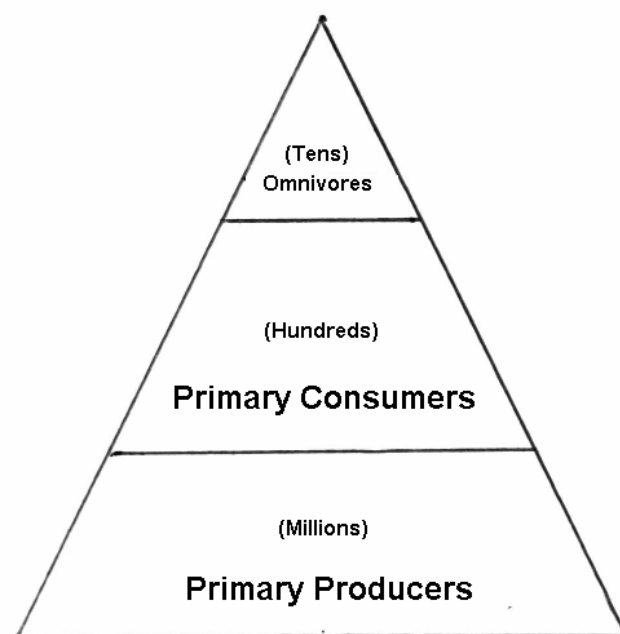 (Tens)
Omnivores
(Hundreds)
Primary Consumers
(Millions)
Primary Producers